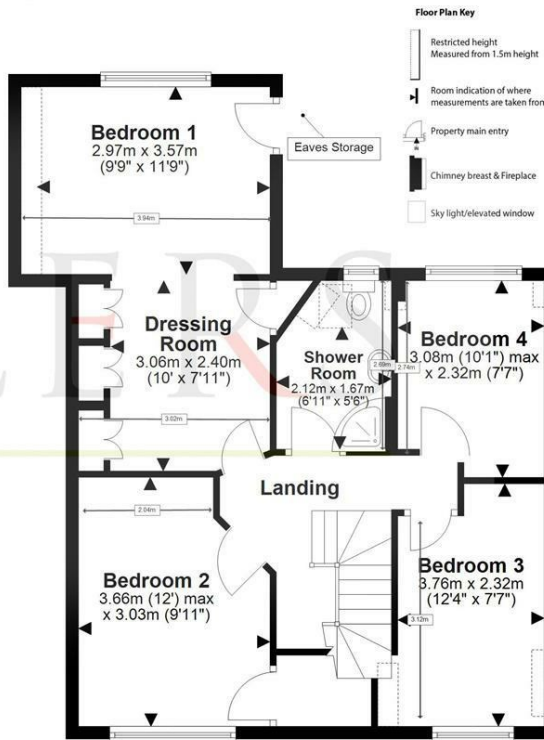 Floor Plan Key
Restricted height
Measured from 1.5m height
Room indication of where
measurements are taken from
Property main entry
Chimney breast & Fireplace
Sky light/elevated window
Bedroom 1
2.97m x 3.57m
(9'9" x 11'9")
Eaves Storage
3.94m
ERS
Dressing
Room
3.06m x 2.40m
(10' x 7'11")
3.02m
Shower
Room
2.12m x 1.67m
(6'11" x 5'6")
2.69m
2.74m
Bedroom 4
3.08m (10'1") max
x 2.32m (7'7")
Landing
2.04m
Bedroom 2
3.66m (12') max
x 3.03m (9'11")
Bedroom 3
3.76m x 2.32m
(12'4" x 7'7")
3.12m